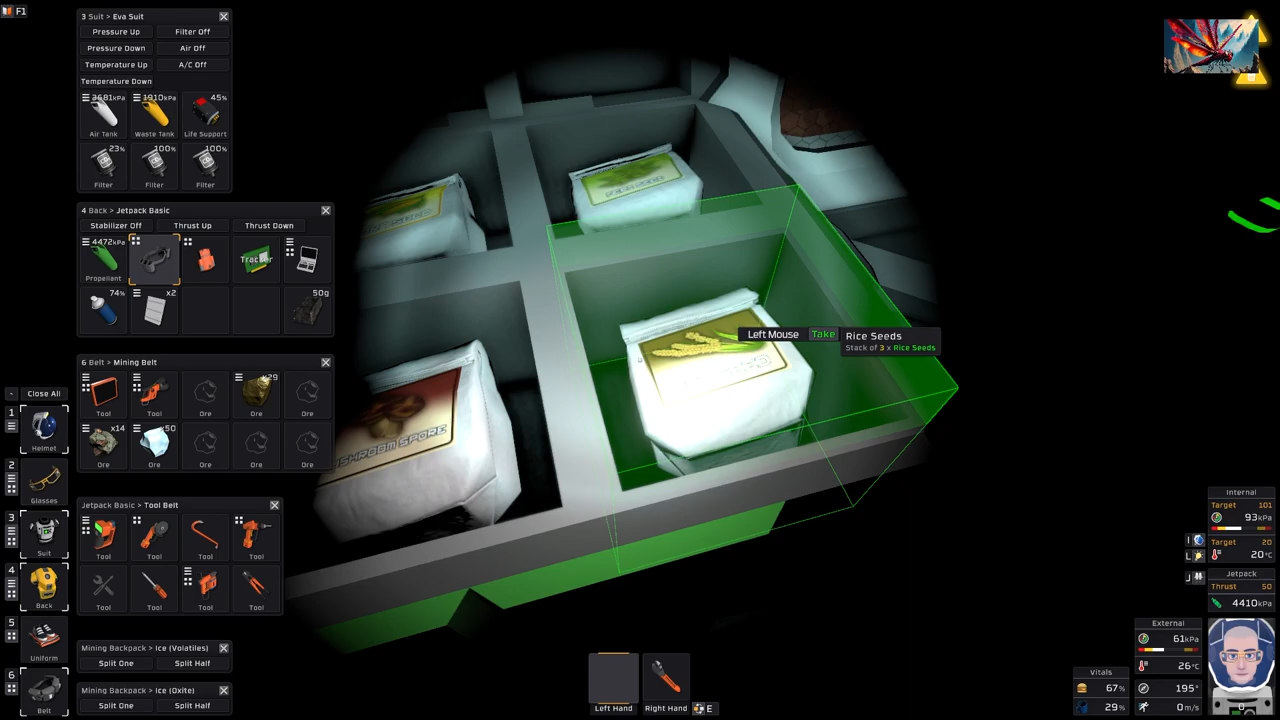 F1
3 Suit > Eva Suit
Pressure Up
Filter Off
Pressure Down
Air Off
Temperature Up
A/C Off
Temperature Down
3681kPa
1910kPa
45%
Air Tank
Waste Tank
Life Support
23%
100%
100%
Filter
Filter
Filter
4 Back > Jetpack Basic
Stabilizer Off
Thrust Up
Thrust Down
4472kPa
Tracker
Propellant
74%
x2
50g
6 Belt > Mining Belt
x29
Tool
Tool
Ore
Ore
Ore
x14
x50
Ore
Ore
Ore
Ore
Ore
- Close All
1
Helmet
2
Glasses
3
Suit
4
Back
5
Uniform
6
Belt
Jetpack Basic > Tool Belt
Tool
Tool
Tool
Tool
Tool
Tool
Tool
Tool
Mining Backpack > Ice (Volatiles)
Split One
Split Half
Mining Backpack > Ice (Oxite)
Split One
Split Half
MUSHROOM SPORE
Left Mouse
Take
Rice Seeds
Stack of 3 x Rice Seeds
Left Hand
Right Hand
E
Internal
Target 101
93kPa
Target 20
20°C
I
L
J
Jetpack
Thrust 50
4410kPa
External
61kPa
26°C
195°
0m/s
Vitals
67%
29%
0